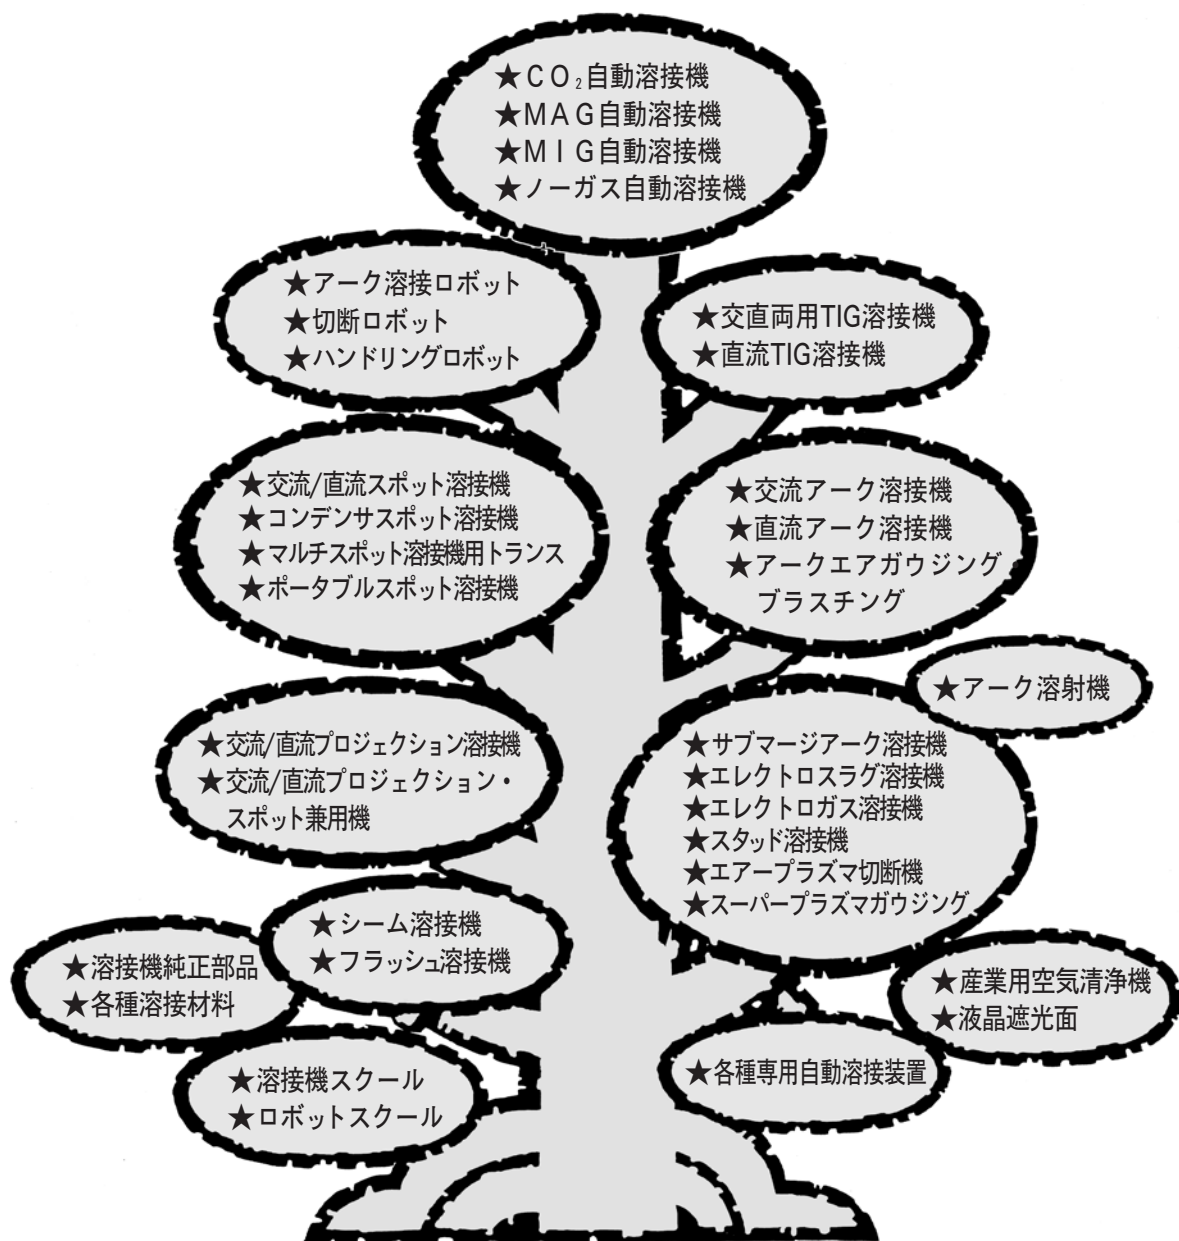 ★ＣＯ₂自動溶接機
★ＭＡＧ自動溶接機
★ＭＩＧ自動溶接機
★ノーガス自動溶接機
★アーク溶接ロボット
★切断ロボット
★ハンドリングロボット
★交直両用TIG溶接機
★直流TIG溶接機
★交流/直流スポット溶接機
★コンデンサスポット溶接機
★マルチスポット溶接機用トランス
★ポータブルスポット溶接機
★交流アーク溶接機
★直流アーク溶接機
★アークエアガウジング
ブラスチング
★アーク溶射機
★交流/直流プロジェクション溶接機
★交流/直流プロジェクション・
スポット兼用機
★サブマージアーク溶接機
★エレクトロスラグ溶接機
★エレクトロガス溶接機
★スタッド溶接機
★エアープラズマ切断機
★スーパープラズマガウジング
★シーム溶接機
★フラッシュ溶接機
★溶接機純正部品
★各種溶接材料
★産業用空気清浄機
★液晶遮光面
★溶接機スクール
★ロボットスクール
★各種専用自動溶接装置